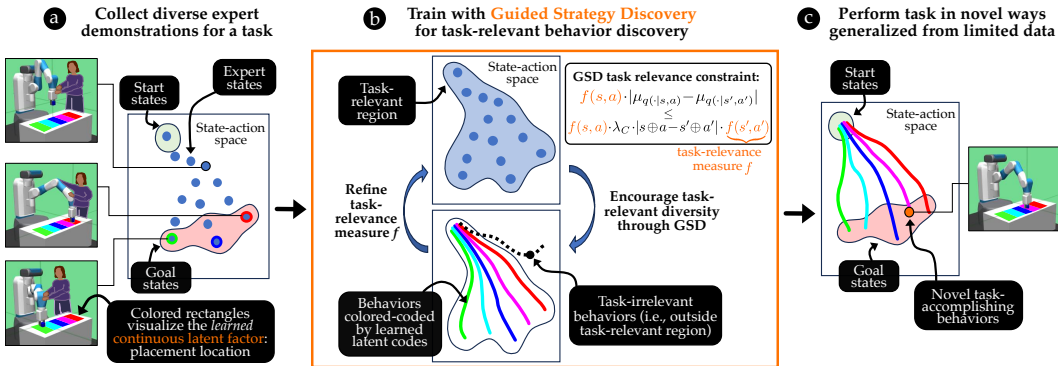 a Collect diverse expert
demonstrations for a task
Start
states
Expert
states
State-action
space
Goal
states
Colored rectangles
visualize the learned
continuous latent factor:
placement location
b Train with Guided Strategy Discovery
for task-relevant behavior discovery
Task-
relevant
region
State-action
space
GSD task relevance constraint:
f(s,a)·|μ_{q(·|s,a)}−μ_{q(·|s′,a′)}|
≤
f(s,a)·λ_C·|s⊕a−s′⊕a′|·f(s′,a′)
task-relevance
measure f
Refine
task-
relevance
measure f
Encourage task-
relevant diversity
through GSD
Behaviors
colored-coded
by learned
latent codes
Task-irrelevant
behaviors (i.e., outside
task-relevant region)
c Perform task in novel ways
generalized from limited data
Start
states
State-action
space
Goal
states
Novel task-
accomplishing
behaviors